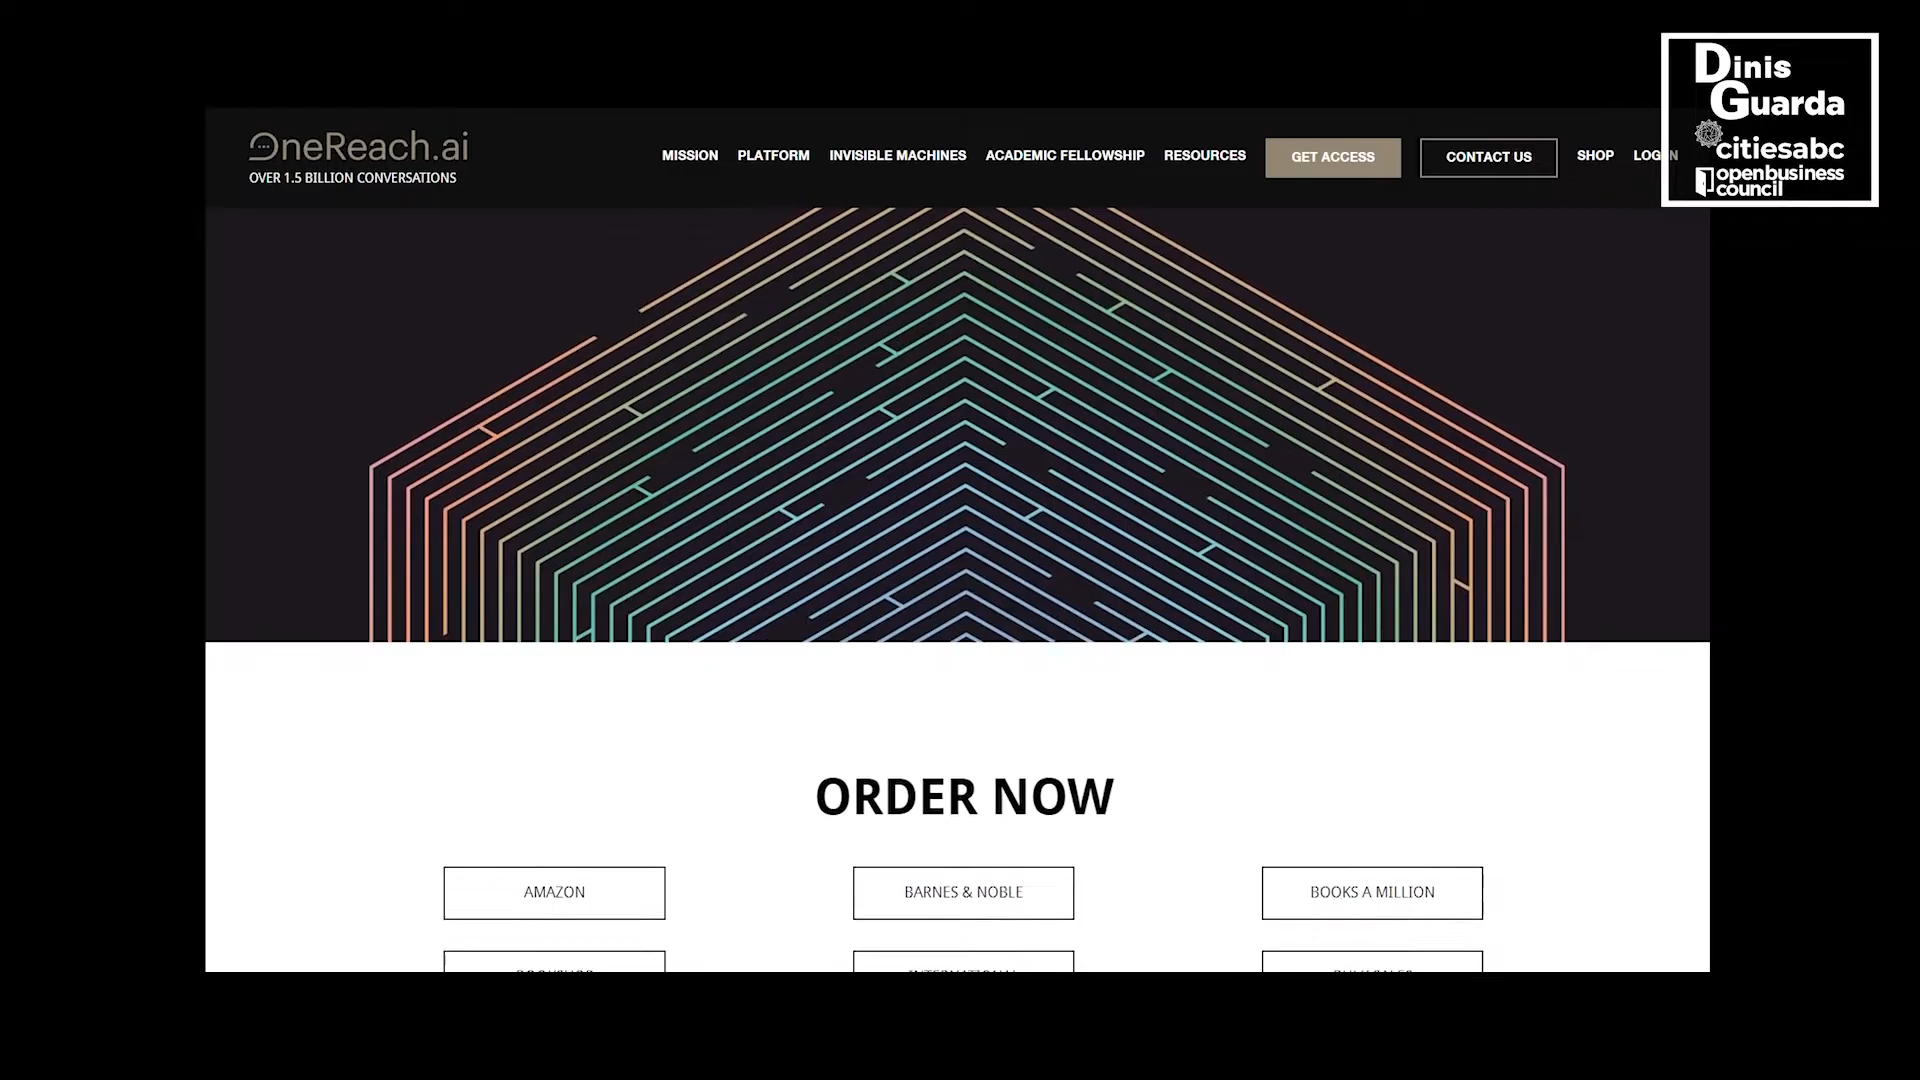 Dinis
Guarda
citiesabc
openbusiness
council
OneReach.ai
OVER 1.5 BILLION CONVERSATIONS
MISSION PLATFORM INVISIBLE MACHINES ACADEMIC FELLOWSHIP RESOURCES GET ACCESS CONTACT US SHOP LOGIN
ORDER NOW
AMAZON BARNES & NOBLE BOOKS A MILLION